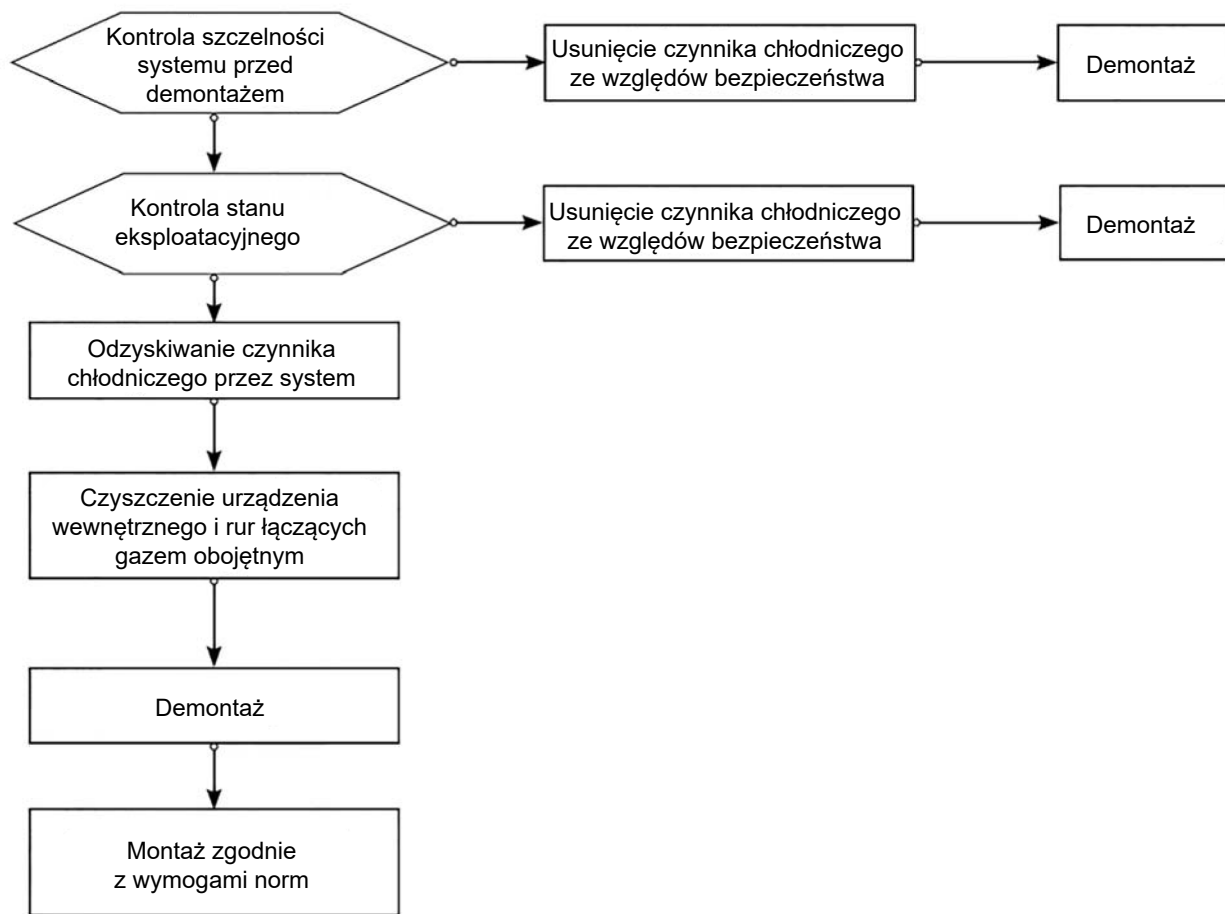 Kontrola szczelności
systemu przed
demontażem
Usunięcie czynnika chłodniczego
ze względów bezpieczeństwa
Demontaż
Kontrola stanu
eksploatacyjnego
Usunięcie czynnika chłodniczego
ze względów bezpieczeństwa
Demontaż
Odzyskiwanie czynnika
chłodniczego przez system
Czyszczenie urządzenia
wewnętrznego i rur łączących
gazem obojętnym
Demontaż
Montaż zgodnie
z wymogami norm